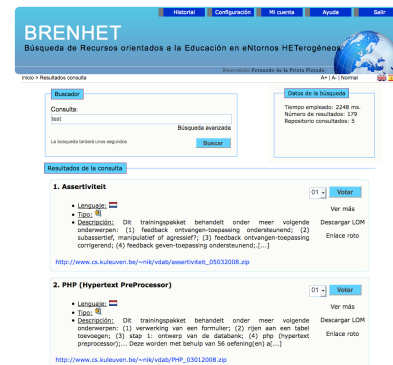 Historial Configuración Mi cuenta Ayuda Salir
BRENHET
Búsqueda de Recursos orientados a la Educación en eNtornos HETerogéneos
Bienvenido Fernando de la Prieta Pintado
Inicio > Resultados consulta
A+ | A- | Normal
Buscador
Consulta:
test
Búsqueda avanzada
La búsqueda tardará unos segundos
Buscar
Datos de la búsqueda
Tiempo empleado: 2248 ms.
Número de resultados: 179
Repositorio consultados: 5
Resultados de la consulta
1. Assertiviteit
01 Votar
• Lenguaje:
• Tipo:
• Descripción: Dit trainingspakket behandelt onder meer volgende
onderwerpen: (1) feedback ontvangen-toepassing ondersteunend; (2)
subassertief, manipulatief of agressief?; (3) feedback ontvangen-toepassing
corrigerend; (4) feedback geven-toepassing ondersteunend;.[...]
Ver más
Descargar LOM
Enlace roto
http://www.cs.kuleuven.be/~nik/vdab/assertiviteit_05032008.zip
2. PHP (Hypertext PreProcessor)
01 Votar
• Lenguaje:
• Tipo:
• Descripción: Dit trainingspakket behandelt onder meer volgende
onderwerpen: (1) verwerking van een formulier; (2) rijen aan een tabel
toevoegen; (3) stap 1: ontwerp van de databank; (4) php (hypertext
preprocessor);... Deze worden met behulp van 56 oefening(en) a[...]
Ver más
Descargar LOM
Enlace roto
http://www.cs.kuleuven.be/~nik/vdab/PHP_03012008.zip